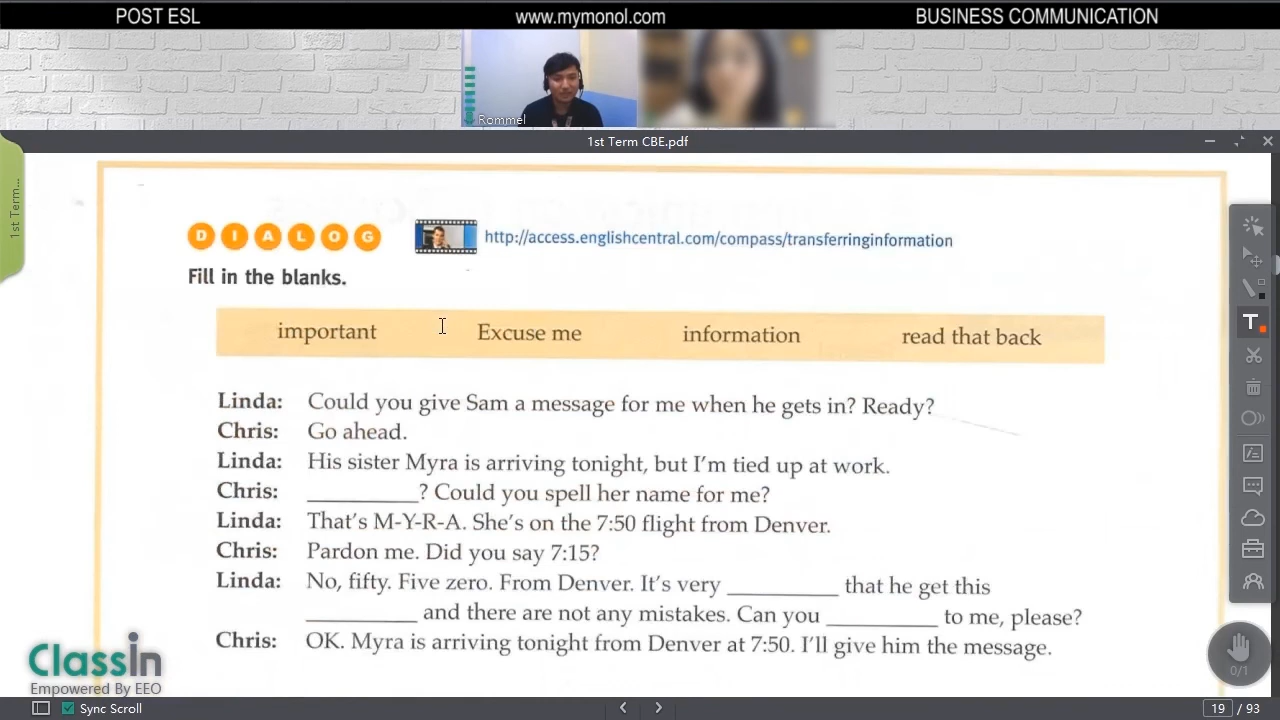 POST ESL
www.mymonol.com
BUSINESS COMMUNICATION
Rommel
1st Term CBE.pdf
1st Term...
DIALOG
http://access.englishcentral.com/compass/transferringinformation
Fill in the blanks.
important Excuse me information read that back
Linda: Could you give Sam a message for me when he gets in? Ready?
Chris: Go ahead.
Linda: His sister Myra is arriving tonight, but I'm tied up at work.
Chris: __________? Could you spell her name for me?
Linda: That's M-Y-R-A. She's on the 7:50 flight from Denver.
Chris: Pardon me. Did you say 7:15?
Linda: No, fifty. Five zero. From Denver. It's very __________ that he get this
__________ and there are not any mistakes. Can you __________ to me, please?
Chris: OK. Myra is arriving tonight from Denver at 7:50. I'll give him the message.
T
ClassIn
Empowered By EEO
0/1
Sync Scroll
19 / 93